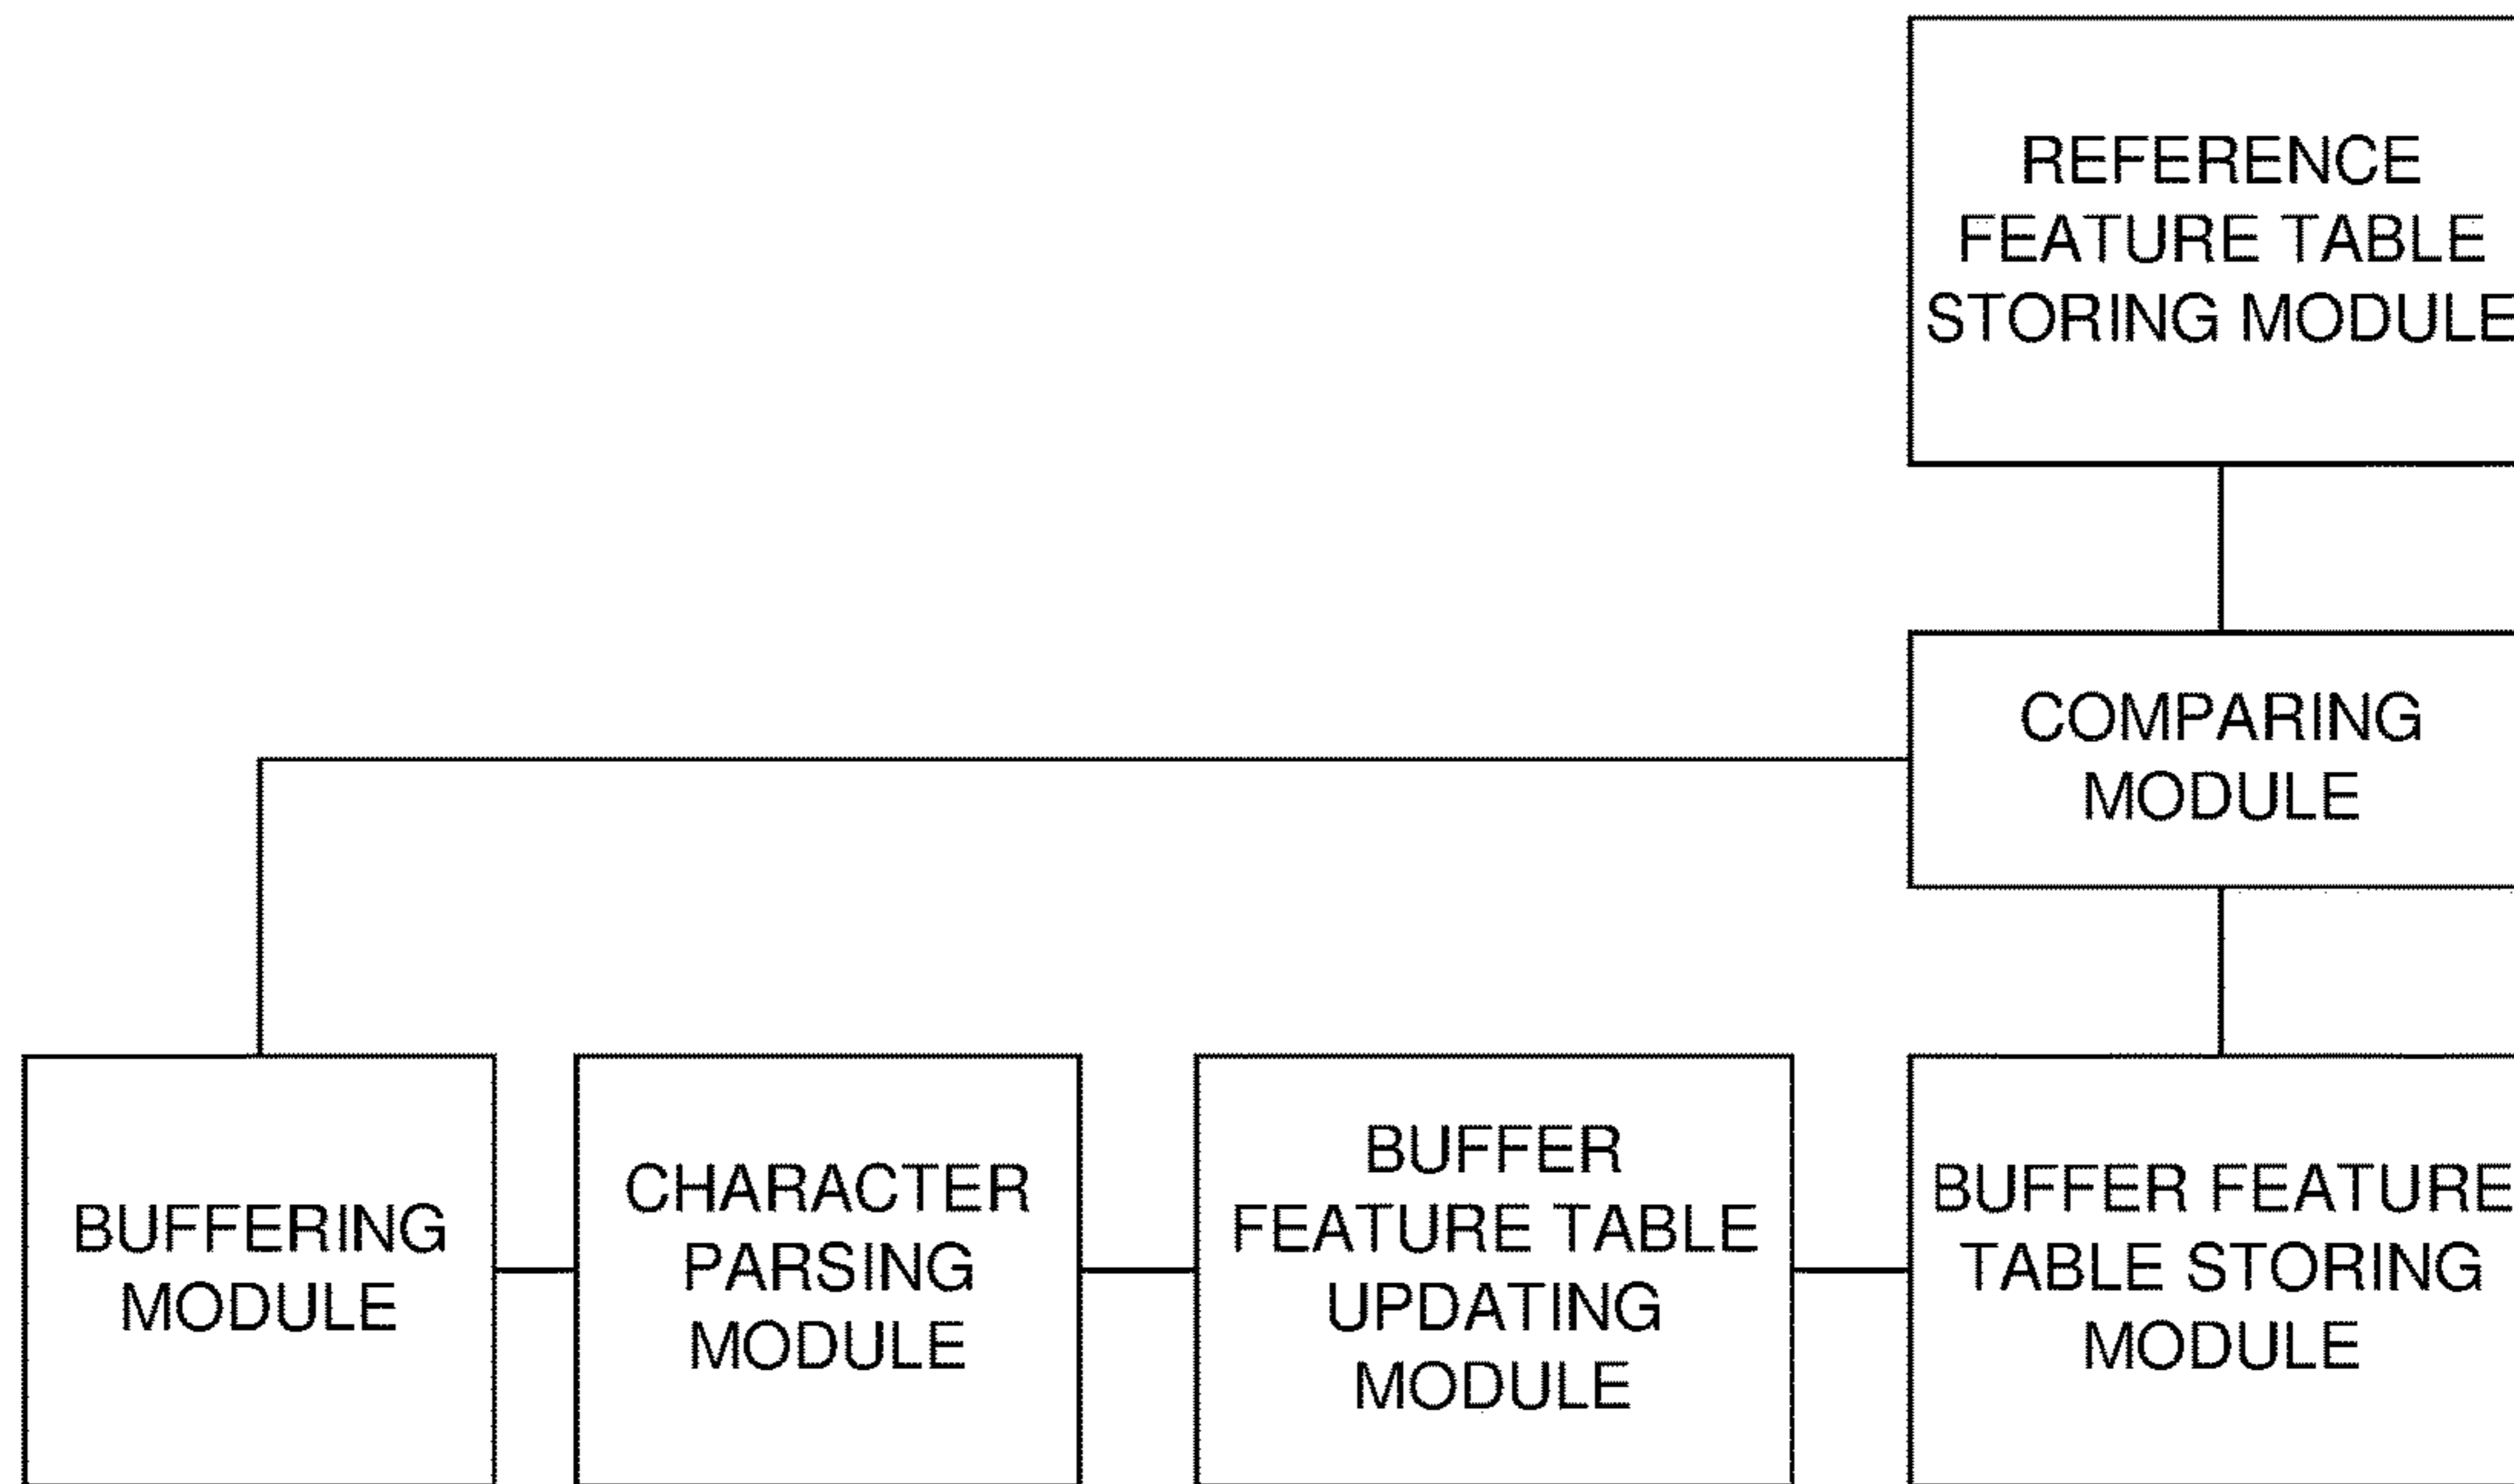 REFERENCE
FEATURE TABLE
STORING MODULE
COMPARING
MODULE
BUFFERING
MODULE
CHARACTER
PARSING
MODULE
BUFFER
FEATURE TABLE
UPDATING
MODULE
BUFFER FEATURE
TABLE STORING
MODULE